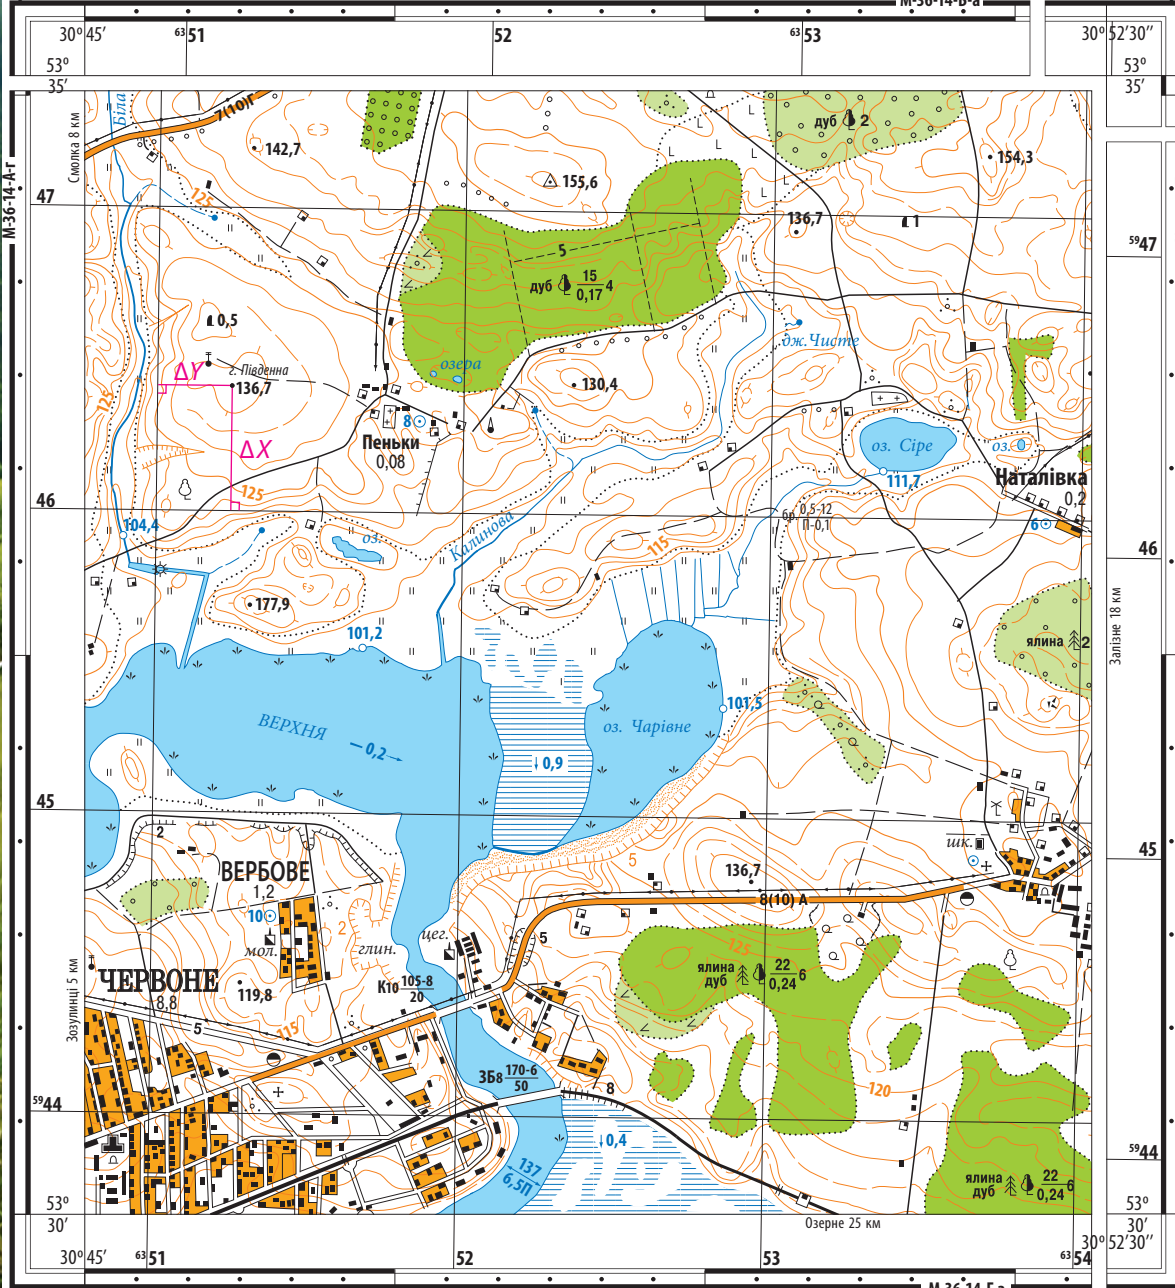 М-36-14-Б-а
30°45′
63 51
52
63 53
30°52′30″
53°
35′
53°
35′
М-36-14-А-г
Смолка 8 км
Біла
7(10)Г
142,7
155,6
дуб 2
154,3
47
125
136,7
1
59 47
5
дуб 15 4
0,17
0,5
дж.Чисте
ΔY
г. Південна
136,7
озера
130,4
125
8
Пеньки
0,08
ΔX
оз. Сіре
оз.
111,7
Наталівка
0,2
46
125
бр. 0,5-12
П-0,1
6
104,4
оз.
Калинова
115
46
177,9
101,2
ялина 2
Залізне 18 км
101,5
ВЕРХНЯ
0,2
оз. Чарівне
0,9
45
2
5
136,7
шк.
45
ВЕРБОВЕ
1,2
8(10) А
10
2
мол.
глин.
цег.
5
125
ялина
дуб
22 6
0,24
Зозулинці 5 км
ЧЕРВОНЕ
8,8
119,8
К10 105-8
20
5
115
ЗБ8 170-6
50
8
120
59 44
0,4
59 44
137
6,5П
ялина
дуб
22 6
0,24
53°
30′
Озерне 25 км
53°
30′
30°45′
63 51
52
53
63 54
30°52′30″
М-36-14-Г-а